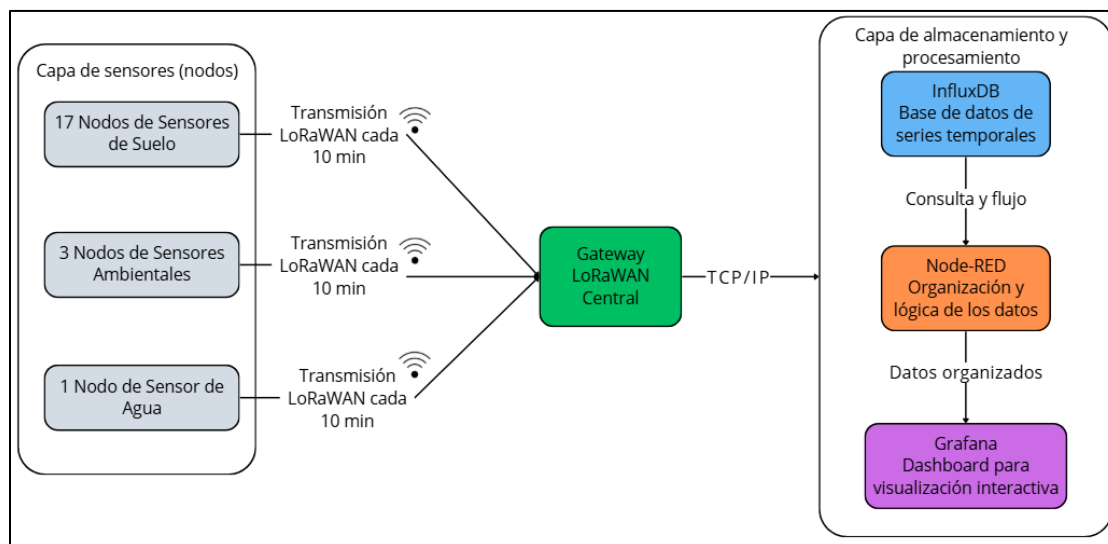 Capa de sensores (nodos)
17 Nodos de Sensores
de Suelo
3 Nodos de Sensores
Ambientales
1 Nodo de Sensor de
Agua
Transmisión
LoRaWAN cada
10 min
Transmisión
LoRaWAN cada
10 min
Transmisión
LoRaWAN cada
10 min
Gateway
LoRaWAN
Central
TCP/IP
Capa de almacenamiento y
procesamiento
InfluxDB
Base de datos de
series temporales
Consulta y flujo
Node-RED
Organización y
lógica de los datos
Datos organizados
Grafana
Dashboard para
visualización interactiva